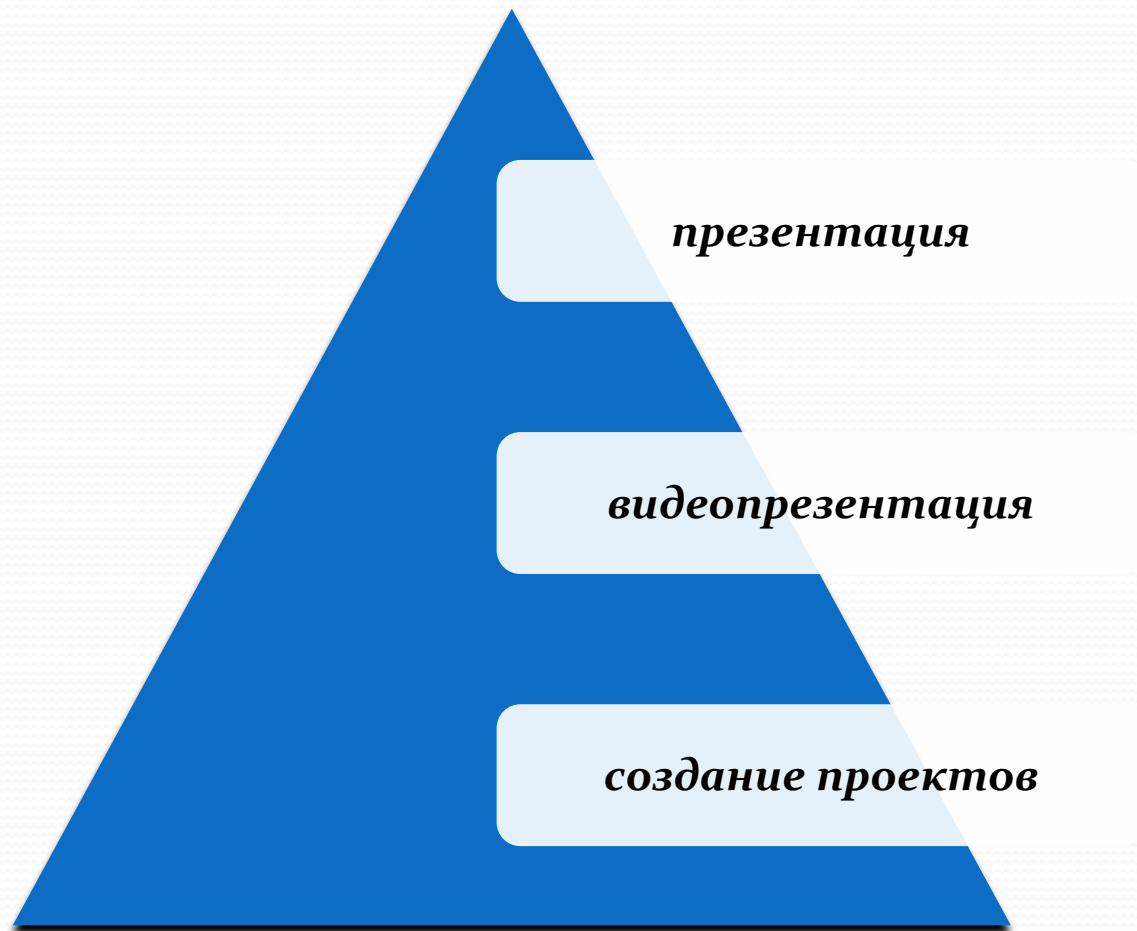 презентация
видеопрезентация
создание проектов